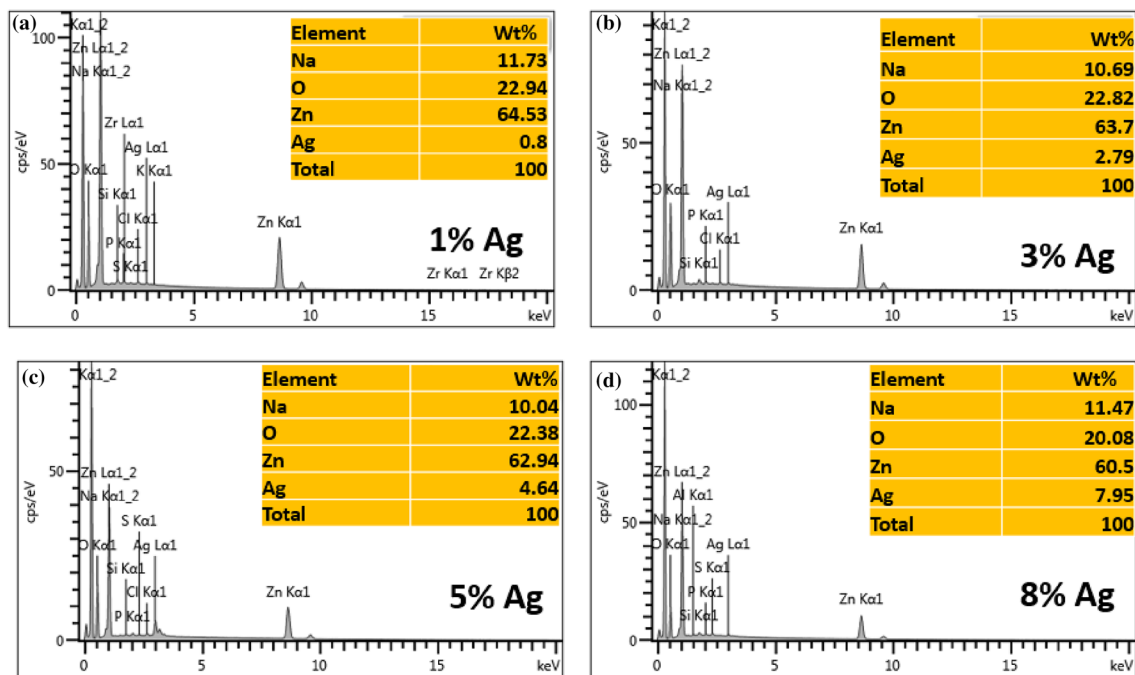 (a)
100
50
0
cps/eV
Kα1_2
Zn Lα1_2
Na Kα1_2
Zr Lα1
Ag Lα1
O Kα1
K Kα1
Si Kα1
Cl Kα1
P Kα1
S Kα1
Zn Kα1
Zr Kα1 Zr Kβ2
0 5 10 15 keV
Element Wt%
Na 11.73
O 22.94
Zn 64.53
Ag 0.8
Total 100
1% Ag
(b)
50
0
cps/eV
Kα1_2
Zn Lα1_2
Na Kα1_2
O Kα1
Ag Lα1
P Kα1
Cl Kα1
Si Kα1
Zn Kα1
0 5 10 15 keV
Element Wt%
Na 10.69
O 22.82
Zn 63.7
Ag 2.79
Total 100
3% Ag
(c)
50
0
cps/eV
Kα1_2
Zn Lα1_2
Na Kα1_2
S Kα1
O Kα1
Ag Lα1
Si Kα1
Cl Kα1
P Kα1
Zn Kα1
0 5 10 15 keV
Element Wt%
Na 10.04
O 22.38
Zn 62.94
Ag 4.64
Total 100
5% Ag
(d)
100
50
0
cps/eV
Kα1_2
Zn Lα1_2
Al Kα1
Na Kα1_2
O Kα1
Ag Lα1
S Kα1
P Kα1
Si Kα1
Zn Kα1
0 5 10 15 keV
Element Wt%
Na 11.47
O 20.08
Zn 60.5
Ag 7.95
Total 100
8% Ag